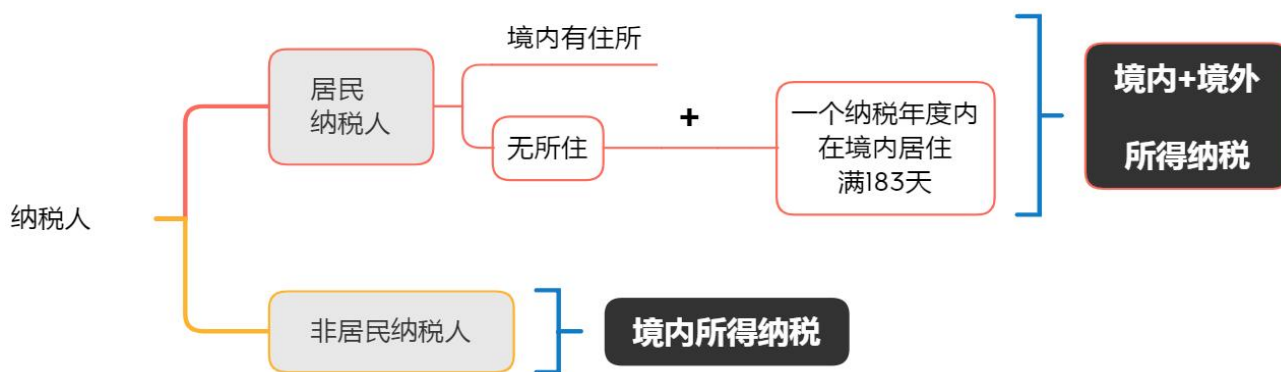 纳税人
居民
纳税人
境内有住所
无所住
+
一个纳税年度内
在境内居住
满183天
境内+境外
所得纳税
非居民纳税人
境内所得纳税